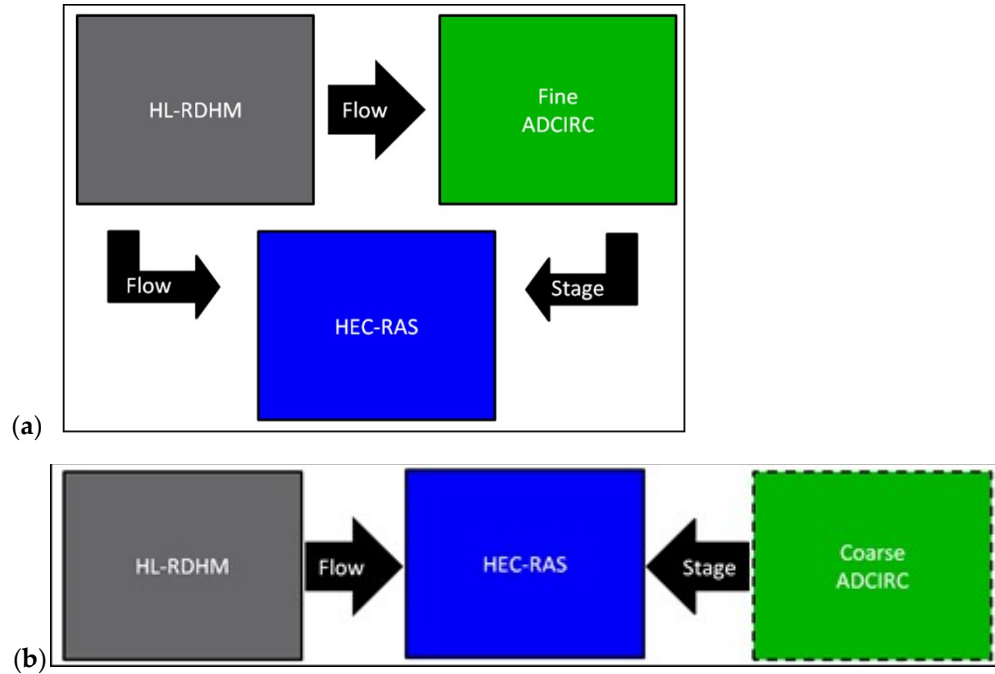 HL-RDHM
Flow
Fine
ADCIRC
Flow
HEC-RAS
Stage
(a)
HL-RDHM
Flow
HEC-RAS
Stage
Coarse
ADCIRC
(b)